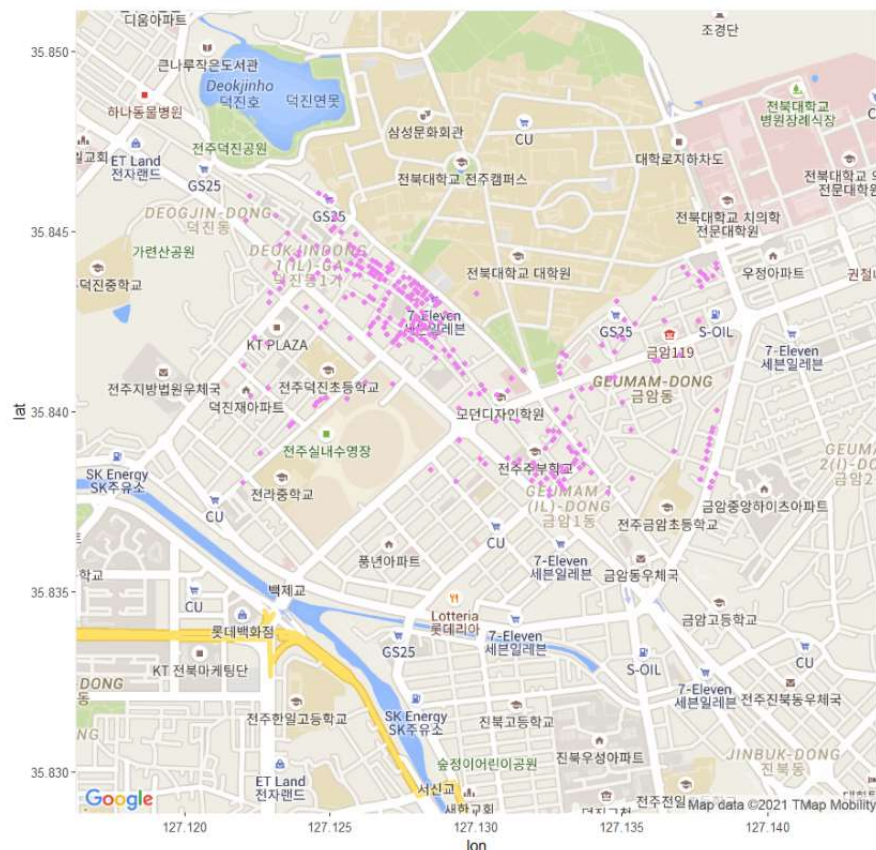 디움아파트
35.850
큰나루작은도서관
Deokjinho
덕진호
덕진연못
하나동물병원
삼성문화회관
CU
조경단
전북대학교
병원장례식장
대학로지하차도
ET Land
전자랜드
전주덕진공원
GS25
전북대학교 전주캠퍼스
전문대학원
전북대학교 치의학
전문대학원
GS25
DEOGJIN-DONG
덕진동
35.845
가련산공원
DEOKJINDONG
1(IL)-GA
덕진동1가
전북대학교 대학원
우정아파트
덕진중학교
7-Eleven
세븐일레븐
GS25
S-OIL
금암119
7-Eleven
세븐일레븐
KT PLAZA
전주지방법원우체국
전주덕진초등학교
덕진재아파트
GEUMAM-DONG
금암동
35.840
lat
모던디자인학원
전주실내수영장
전주주부학교
SK Energy
SK주유소
전라중학교
CU
GEUMAM 1
(IL)-DONG
금암1동
전주금암초등학교
금암중앙하이츠아파트
CU
풍년아파트
7-Eleven
세븐일레븐
금암동우체국
35.835
백제교
CU
롯데백화점
Lotteria
롯데리아
7-Eleven
세븐일레븐
GS25
금암고등학교
KT 전북마케팅단
S-OIL
CU
7-Eleven
세븐일레븐
전주진북동우체국
전주한일고등학교
SK Energy
SK주유소
진북고등학교
진북우성아파트
JINBUK-DONG
진북동
숲정이어린이공원
35.830
ET Land
전자랜드
서신교
새한교회
Google
Map data ©2021 TMap Mobility
127.120
127.125
127.130
127.135
127.140
lon